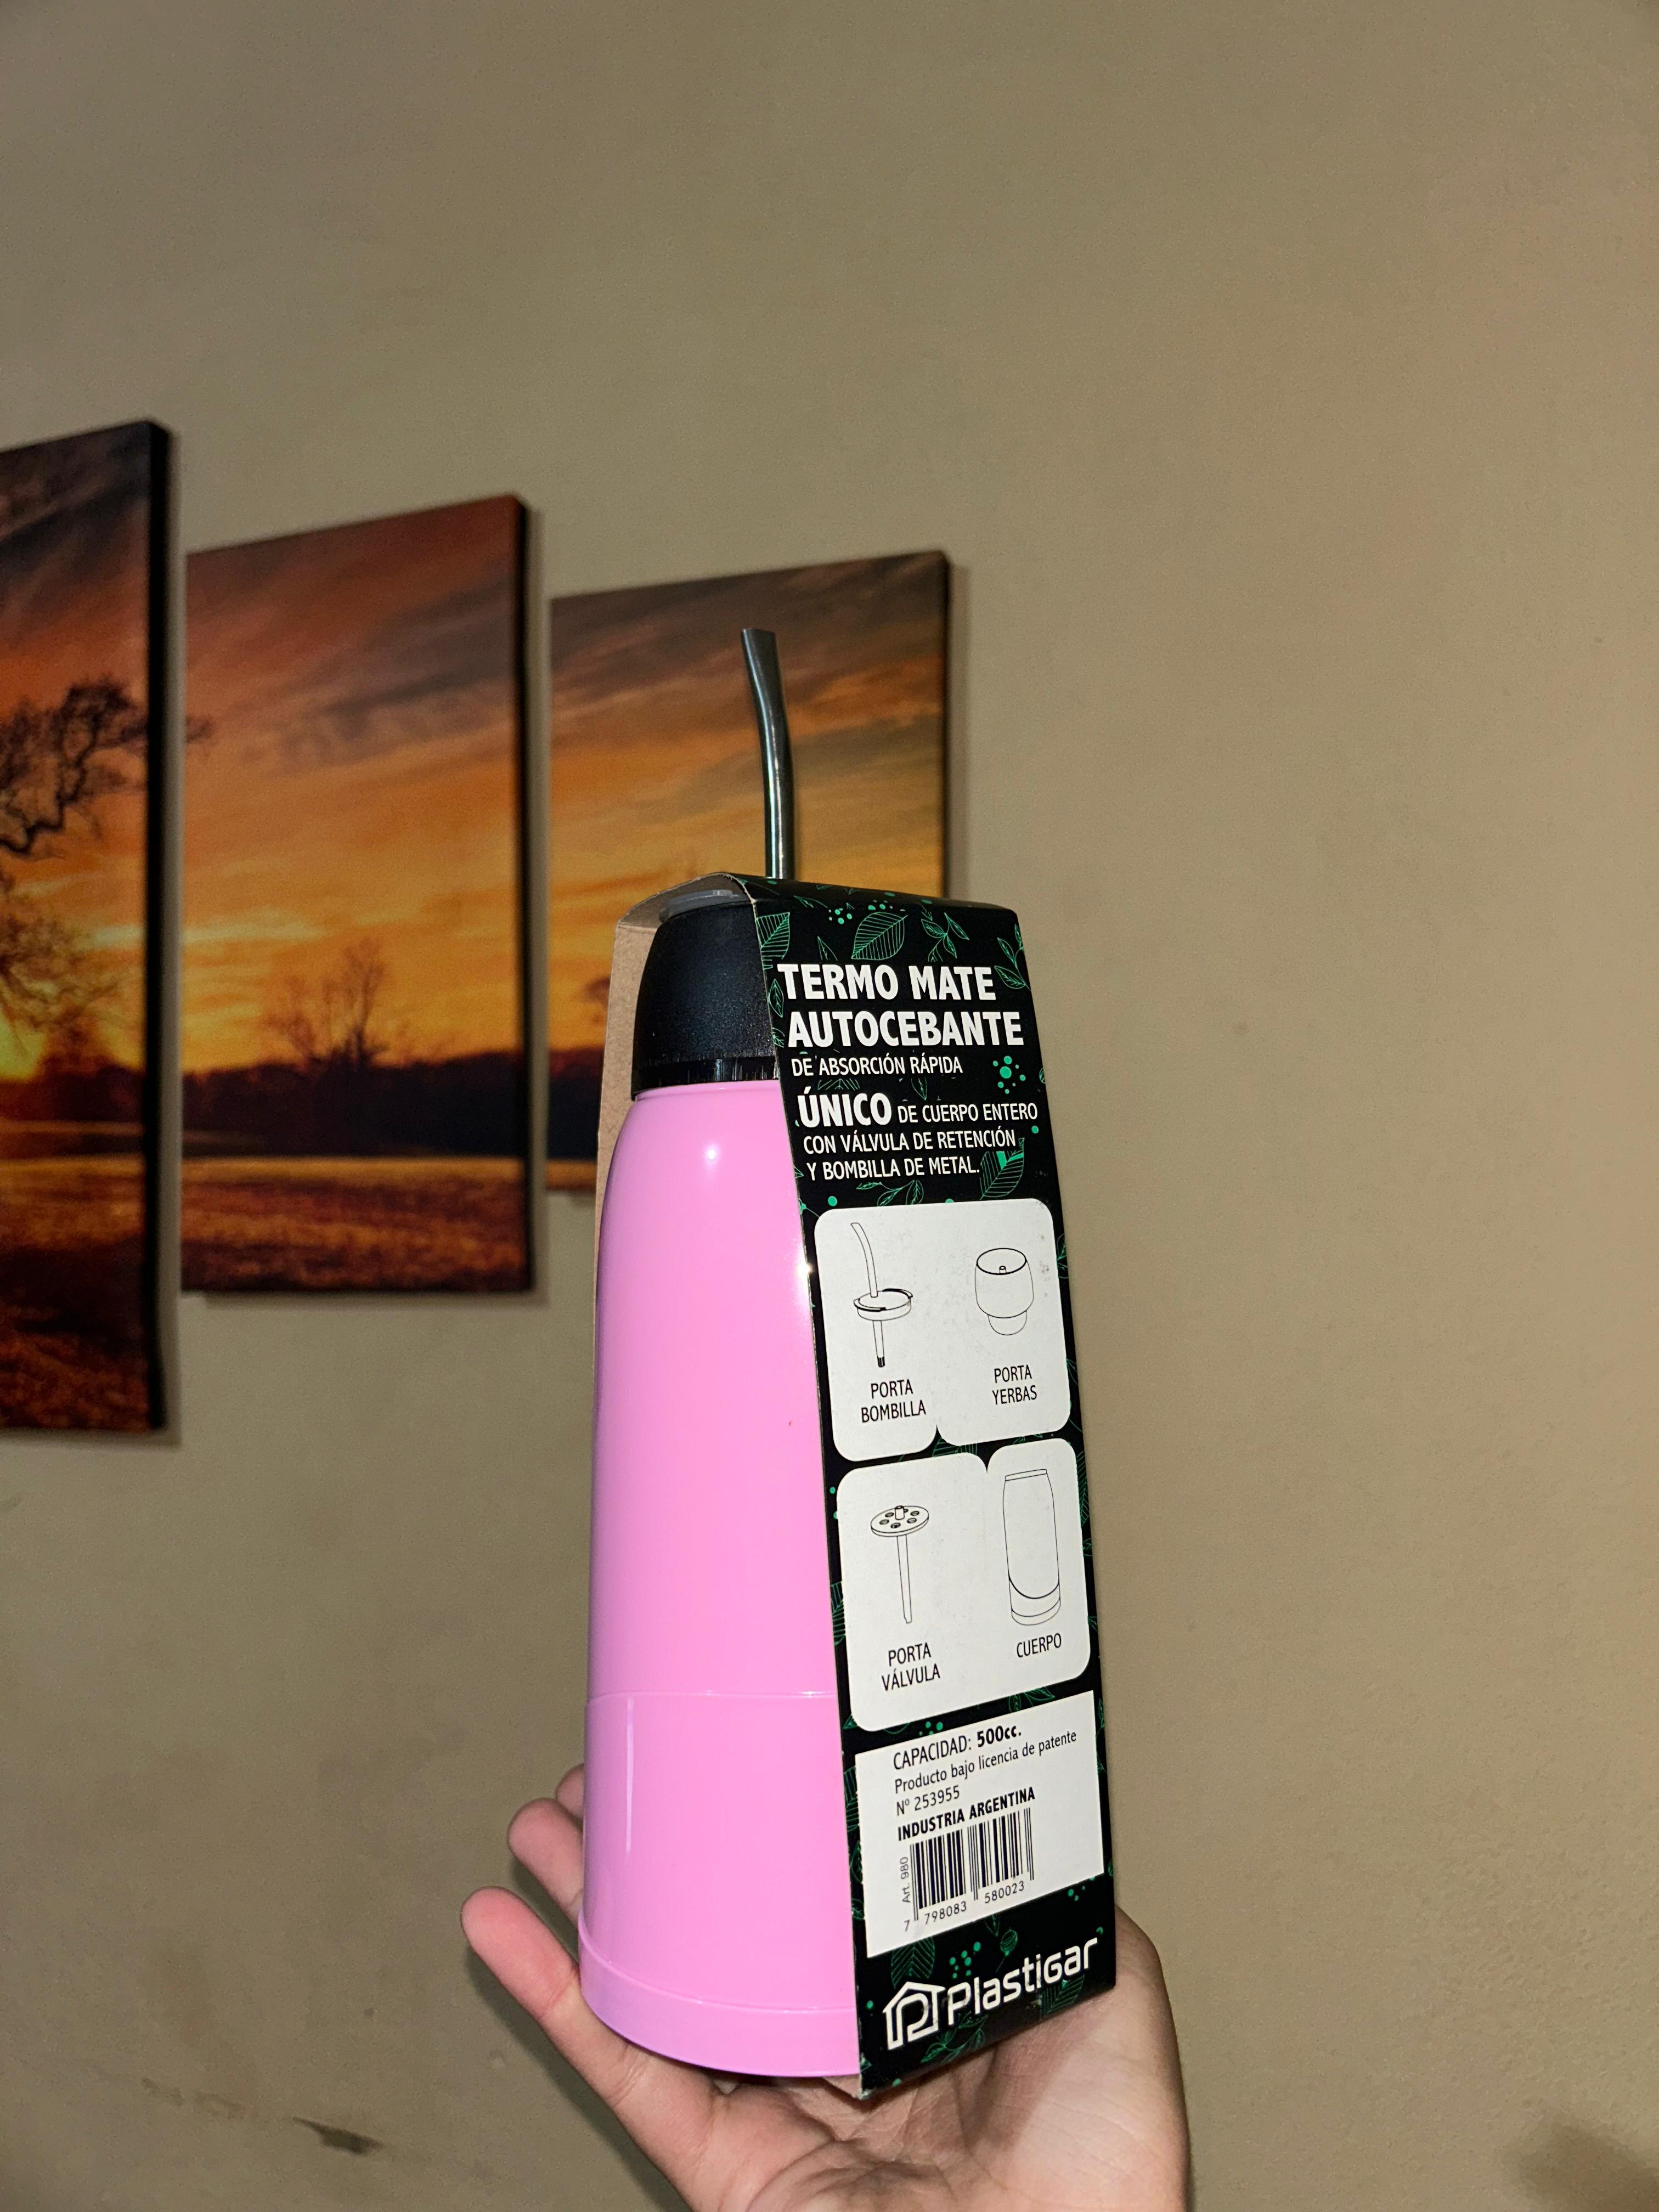 TERMO MATE
AUTOCEBANTE
DE ABSORCIÓN RÁPIDA
ÚNICO DE CUERPO ENTERO
CON VÁLVULA DE RETENCIÓN
Y BOMBILLA DE METAL.
PORTA
BOMBILLA
PORTA
YERBAS
PORTA
VÁLVULA
CUERPO
CAPACIDAD: 500cc.
Producto bajo licencia de patente
Nº 253955
INDUSTRIA ARGENTINA
Art. 980
7 798083 580023
Plastigar